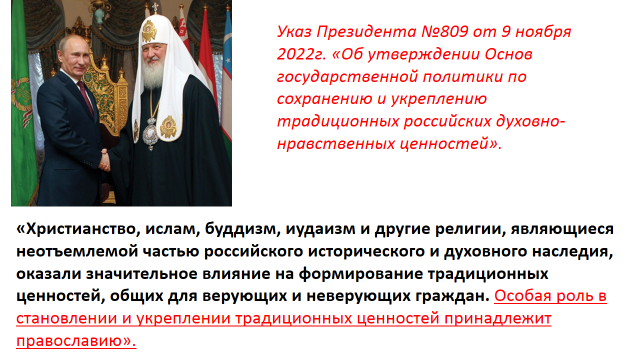 Указ Президента №809 от 9 ноября
2022г. «Об утверждении Основ
государственной политики по
сохранению и укреплению
традиционных российских духовно-
нравственных ценностей».
«Христианство, ислам, буддизм, иудаизм и другие религии, являющиеся
неотъемлемой частью российского исторического и духовного наследия,
оказали значительное влияние на формирование традиционных
ценностей, общих для верующих и неверующих граждан. Особая роль в
становлении и укреплении традиционных ценностей принадлежит
православию».